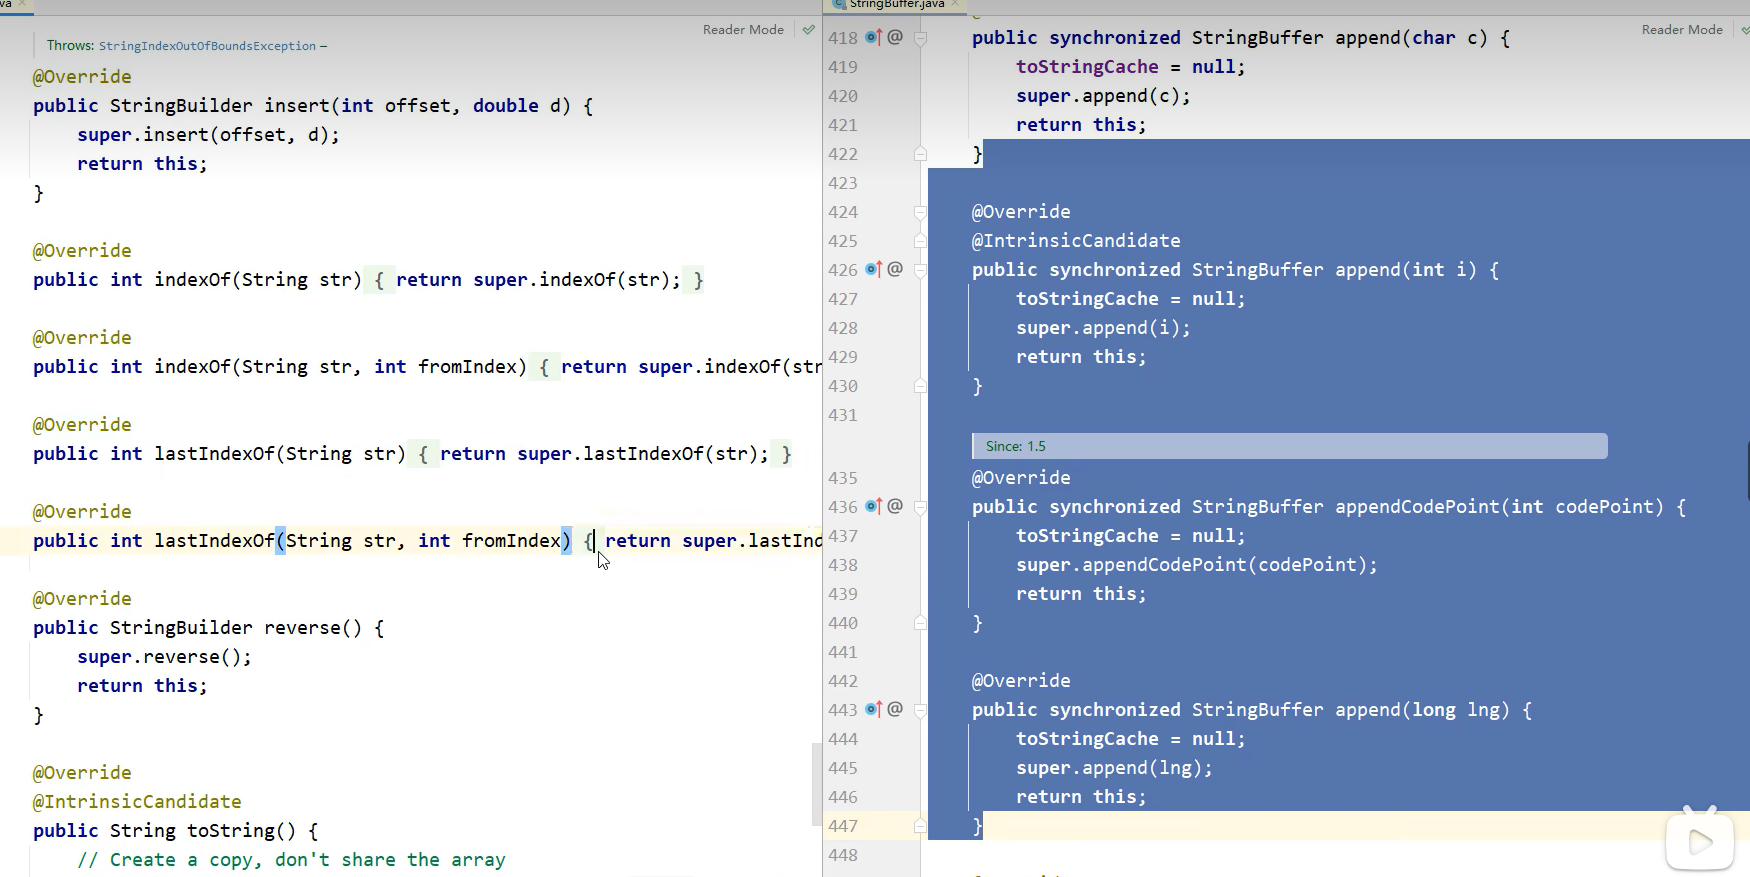 va
Reader Mode
Throws: StringIndexOutOfBoundsException –
@Override
public StringBuilder insert(int offset, double d) {
super.insert(offset, d);
return this;
}
@Override
public int indexOf(String str) { return super.indexOf(str); }
@Override
public int indexOf(String str, int fromIndex) { return super.indexOf(str
@Override
public int lastIndexOf(String str) { return super.lastIndexOf(str); }
@Override
public int lastIndexOf(String str, int fromIndex) { return super.lastInd
@Override
public StringBuilder reverse() {
super.reverse();
return this;
}
@Override
@IntrinsicCandidate
public String toString() {
// Create a copy, don't share the array
StringBuffer.java
Reader Mode
418 @ public synchronized StringBuffer append(char c) {
419 toStringCache = null;
420 super.append(c);
421 return this;
422 }
423
424 @Override
425 @IntrinsicCandidate
426 @ public synchronized StringBuffer append(int i) {
427 toStringCache = null;
428 super.append(i);
429 return this;
430 }
431
Since: 1.5
435 @Override
436 @ public synchronized StringBuffer appendCodePoint(int codePoint) {
437 toStringCache = null;
438 super.appendCodePoint(codePoint);
439 return this;
440 }
441
442 @Override
443 @ public synchronized StringBuffer append(long lng) {
444 toStringCache = null;
445 super.append(lng);
446 return this;
447 }
448